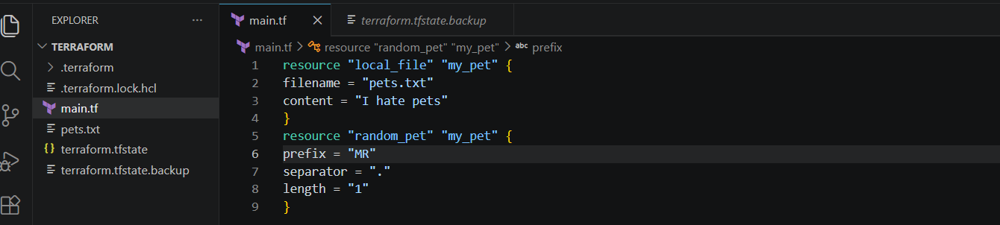 EXPLORER ···
TERRAFORM
.terraform
.terraform.lock.hcl
main.tf
pets.txt
{} terraform.tfstate
terraform.tfstate.backup
main.tf terraform.tfstate.backup
main.tf > resource "random_pet" "my_pet" > abc prefix
1 resource "local_file" "my_pet" {
2 filename = "pets.txt"
3 content = "I hate pets"
4 }
5 resource "random_pet" "my_pet" {
6 prefix = "MR"
7 separator = "."
8 length = "1"
9 }